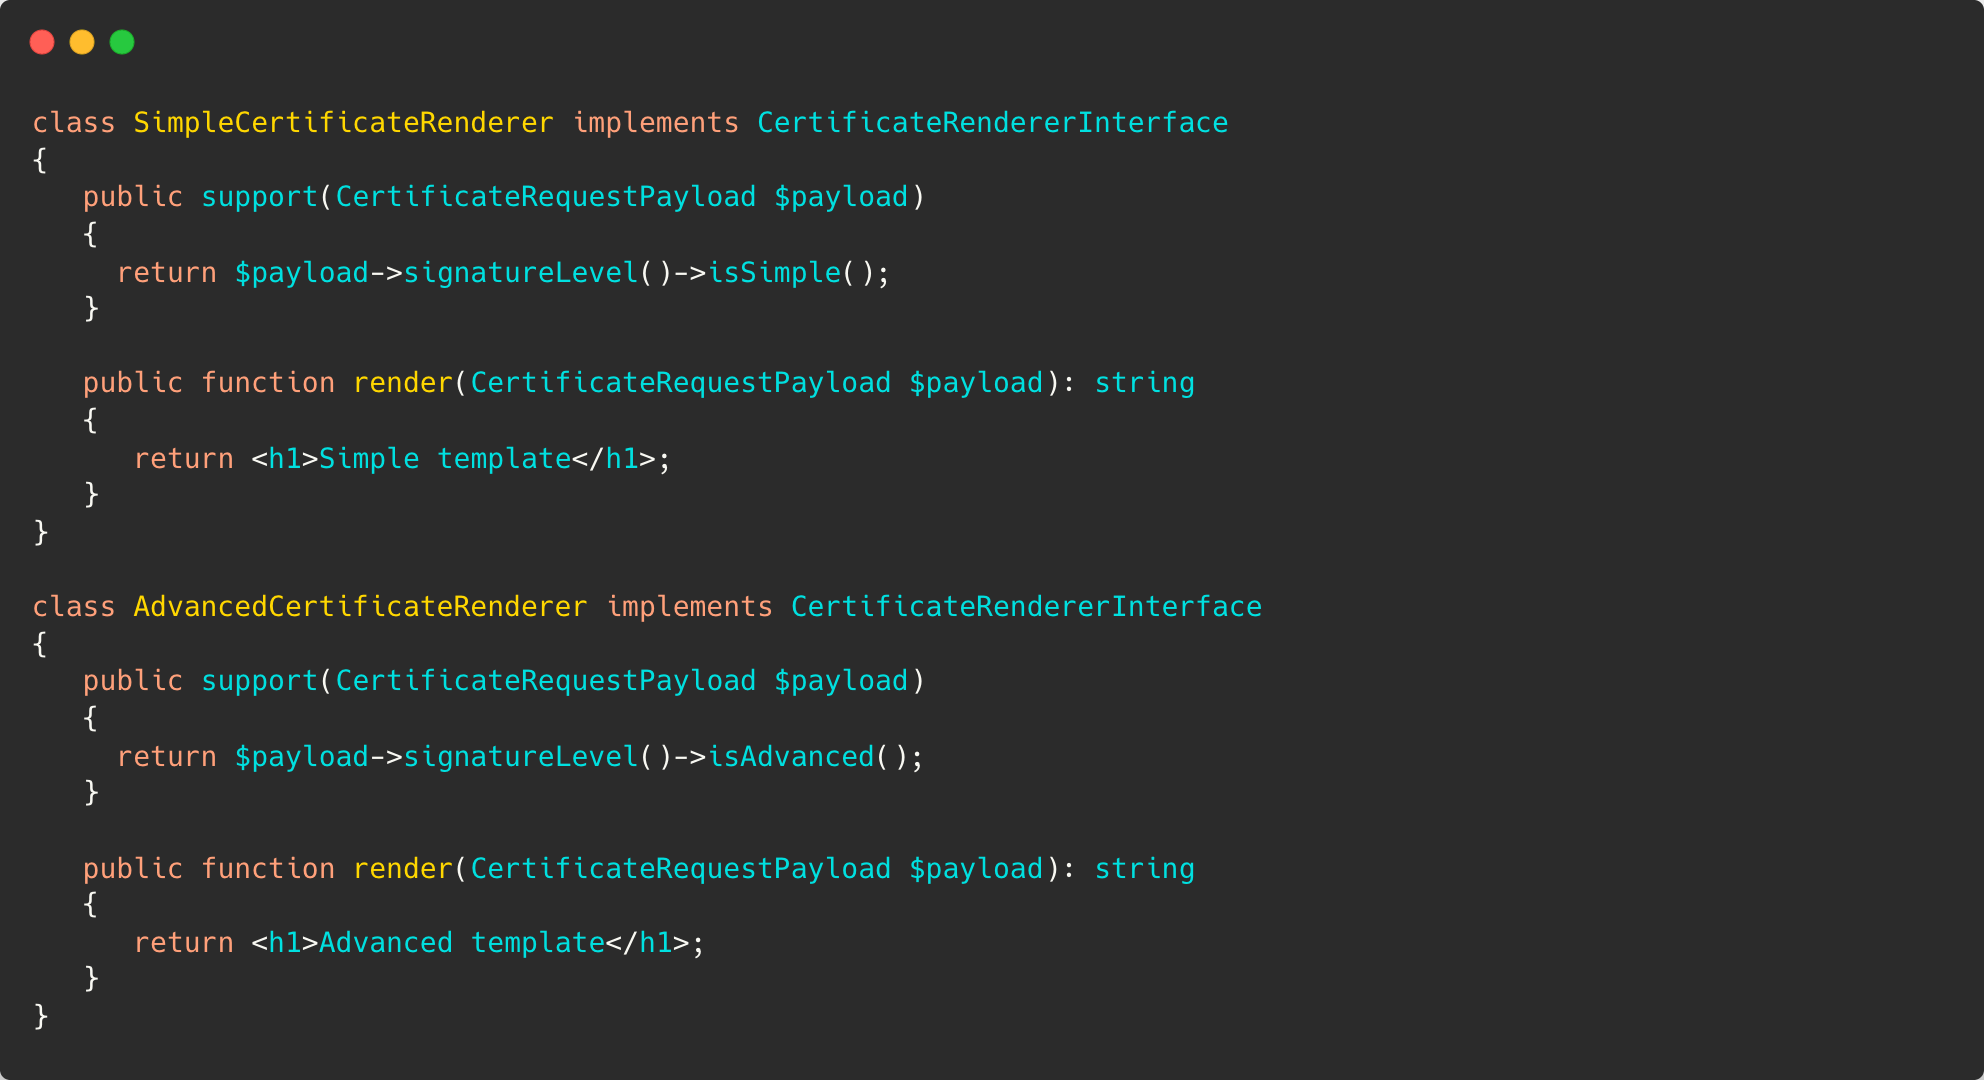 class SimpleCertificateRenderer implements CertificateRendererInterface
{
   public support(CertificateRequestPayload $payload)
   {
     return $payload->signatureLevel()->isSimple();
   }

   public function render(CertificateRequestPayload $payload): string
   {
      return <h1>Simple template</h1>;
   }
}

class AdvancedCertificateRenderer implements CertificateRendererInterface
{
   public support(CertificateRequestPayload $payload)
   {
     return $payload->signatureLevel()->isAdvanced();
   }

   public function render(CertificateRequestPayload $payload): string
   {
      return <h1>Advanced template</h1>;
   }
}